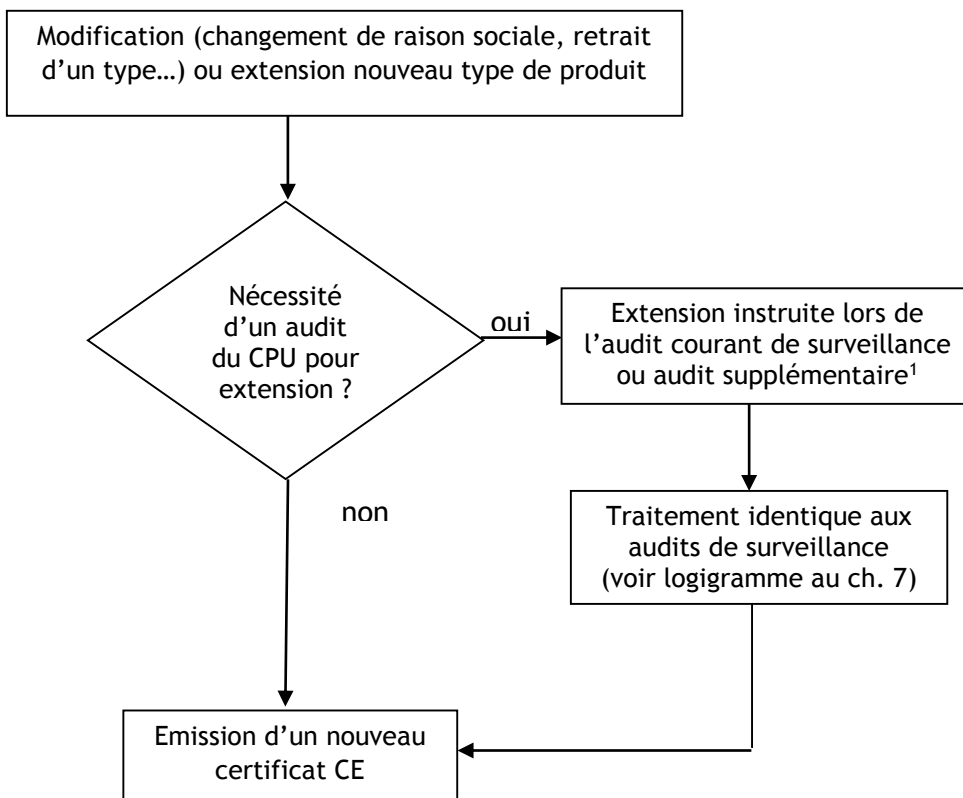 Modification (changement de raison sociale, retrait
d’un type…) ou extension nouveau type de produit
Nécessité
d’un audit
du CPU pour
extension ?
oui
Extension instruite lors de
l’audit courant de surveillance
ou audit supplémentaire¹
non
Traitement identique aux
audits de surveillance
(voir logigramme au ch. 7)
Emission d’un nouveau
certificat CE